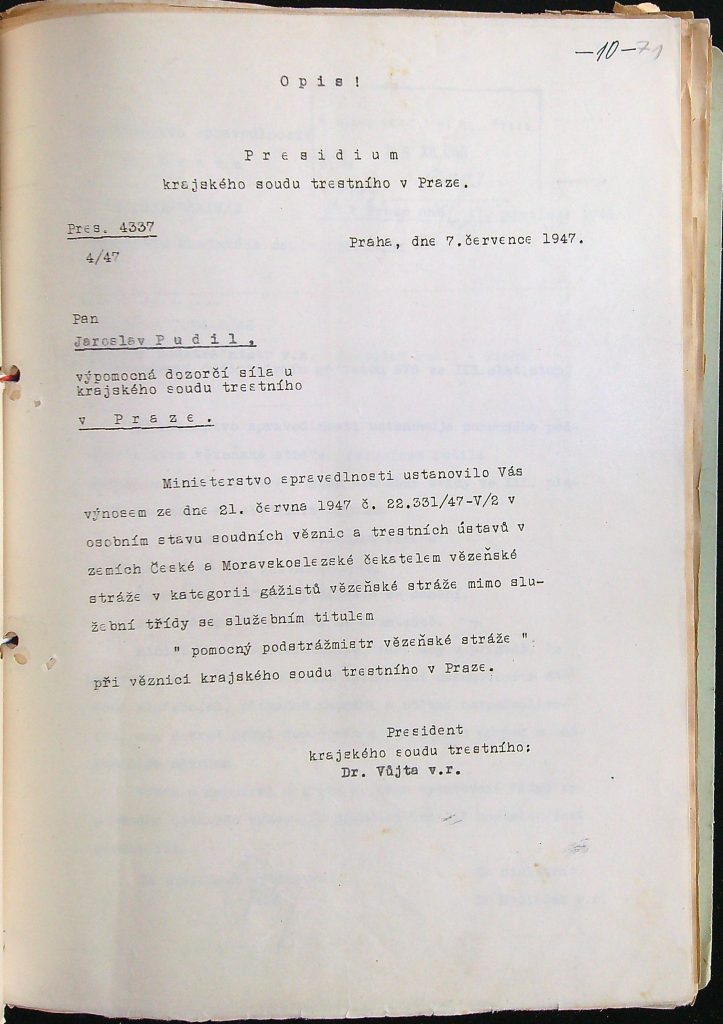 -10-71
Opis!
Presidium
krajského soudu trestního v Praze.
Pres. 4337
4/47
Praha, dne 7.července 1947.
Pan
Jaroslav Pudil,
výpomocná dozorčí síla u
krajského soudu trestního
v Praze.
Ministerstvo spravedlnosti ustanovilo Vás
výnosem ze dne 21. června 1947 č. 22.331/47-V/2 v
osobním stavu soudních věznic a trestních ústavů v
zemích České a Moravskoslezské čekatelem vězeňské
stráže v kategorii gážistů vězeňské stráže mimo slu-
žební třídy se služebním titulem
" pomocný podstrážmistr vězeňské stráže "
při věznici krajského soudu trestního v Praze.
President
krajského soudu trestního:
Dr. Vůjta v.r.